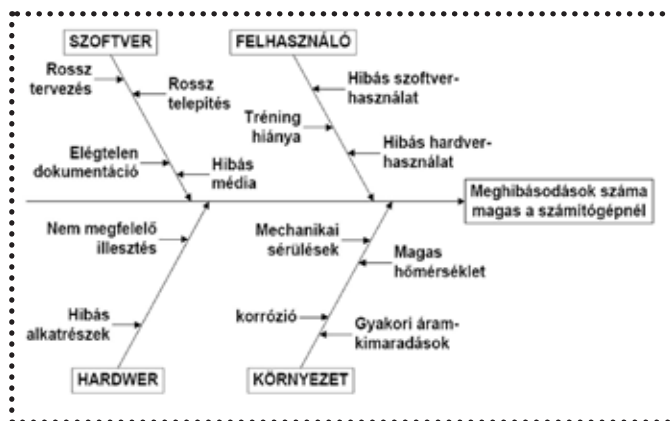 SZOFTVER
FELHASZNÁLÓ
Rossz
tervezés
Rossz
telepítés
Elégtelen
dokumentáció
Hibás
média
Hibás szoftver-
használat
Tréning
hiánya
Hibás hardver-
használat
Meghibásodások száma
magas a számítógépnél
Nem megfelelő
illesztés
Hibás
alkatrészek
Mechanikai
sérülések
Magas
hőmérséklet
korrózió
Gyakori áram-
kimaradások
HARDWER
KÖRNYEZET